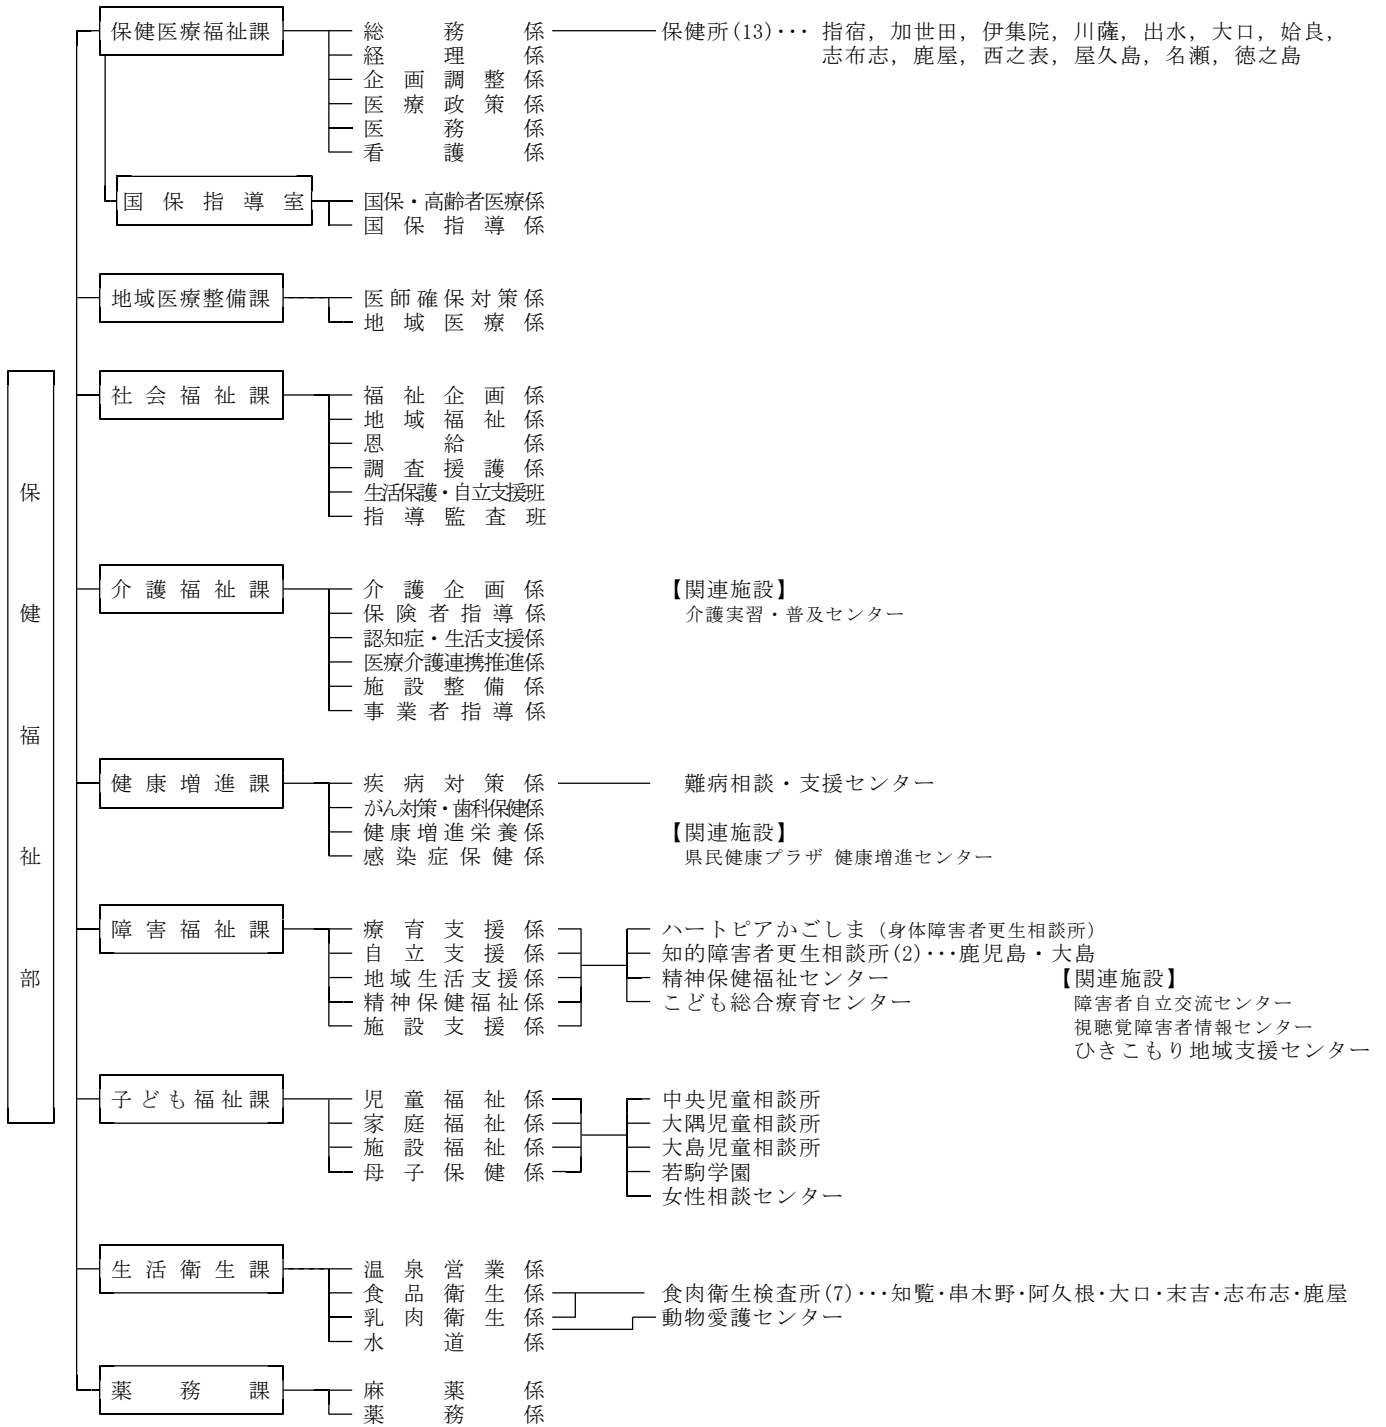 保健福祉部
保健医療福祉課
総務係
保健所(13)･･･ 指宿，加世田，伊集院，川薩，出水，大口，姶良，
志布志，鹿屋，西之表，屋久島，名瀬，徳之島
経理係
企画調整係
医療政策係
医務係
看護係
国保指導室
国保・高齢者医療係
国保指導係
地域医療整備課
医師確保対策係
地域医療係
社会福祉課
福祉企画係
地域福祉係
恩給係
調査援護係
生活保護・自立支援班
指導監査班
介護福祉課
介護企画係
保険者指導係
認知症・生活支援係
医療介護連携推進係
施設整備係
事業者指導係
【関連施設】
介護実習・普及センター
健康増進課
疾病対策係
難病相談・支援センター
がん対策・歯科保健係
健康増進栄養係
感染症保健係
【関連施設】
県民健康プラザ 健康増進センター
障害福祉課
療育支援係
自立支援係
地域生活支援係
精神保健福祉係
施設支援係
ハートピアかごしま（身体障害者更生相談所）
知的障害者更生相談所(2)･･･鹿児島・大島
精神保健福祉センター
こども総合療育センター
【関連施設】
障害者自立交流センター
視聴覚障害者情報センター
ひきこもり地域支援センター
子ども福祉課
児童福祉係
家庭福祉係
施設福祉係
母子保健係
中央児童相談所
大隅児童相談所
大島児童相談所
若駒学園
女性相談センター
生活衛生課
温泉営業係
食品衛生係
乳肉衛生係
水道係
食肉衛生検査所(7)･･･知覧･串木野･阿久根･大口･末吉･志布志･鹿屋
動物愛護センター
薬務課
麻薬係
薬務係